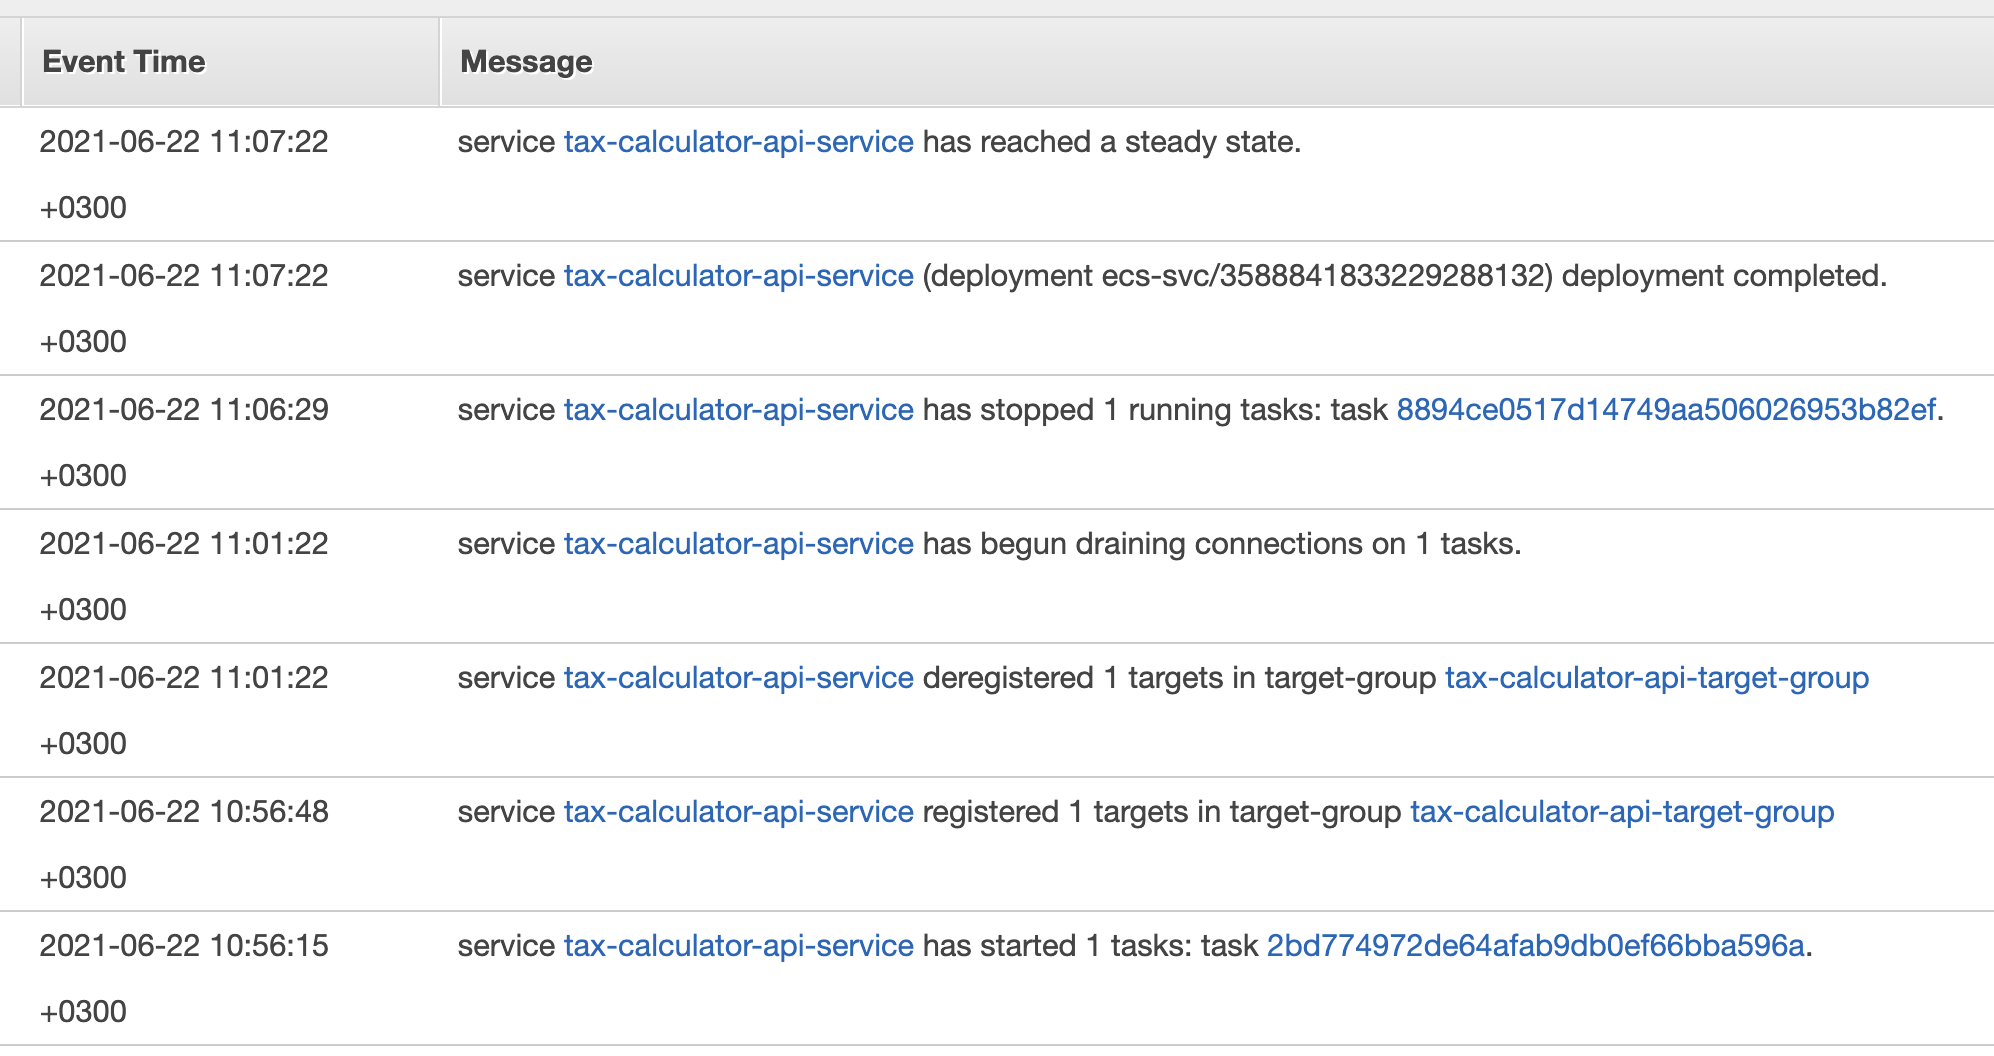 Event Time Message
2021-06-22 11:07:22 service tax-calculator-api-service has reached a steady state.
+0300
2021-06-22 11:07:22 service tax-calculator-api-service (deployment ecs-svc/3588841833229288132) deployment completed.
+0300
2021-06-22 11:06:29 service tax-calculator-api-service has stopped 1 running tasks: task 8894ce0517d14749aa506026953b82ef.
+0300
2021-06-22 11:01:22 service tax-calculator-api-service has begun draining connections on 1 tasks.
+0300
2021-06-22 11:01:22 service tax-calculator-api-service deregistered 1 targets in target-group tax-calculator-api-target-group
+0300
2021-06-22 10:56:48 service tax-calculator-api-service registered 1 targets in target-group tax-calculator-api-target-group
+0300
2021-06-22 10:56:15 service tax-calculator-api-service has started 1 tasks: task 2bd774972de64afab9db0ef66bba596a.
+0300